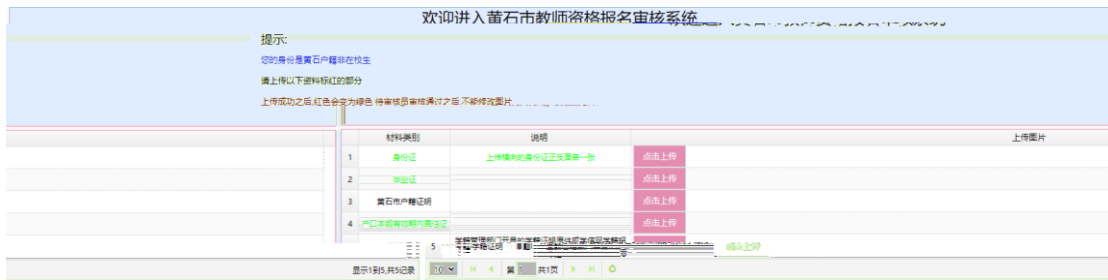 欢迎进入黄石市教师资格报名审核系统
提示:
您的身份是黄石户籍非在校生
请上传以下资料标红的部分
上传成功之后,红色会变为绿色 待审核员审核通过之后,不能修改图片
材料类别 说明 上传图片
1 身份证 上传横向的身份证正反面各一张 点击上传
2 毕业证 点击上传
3 黄石市户籍证明 点击上传
4 户口本或有效期内居住证 点击上传
5 学籍证明
显示1到5,共5记录 10 第 共1页